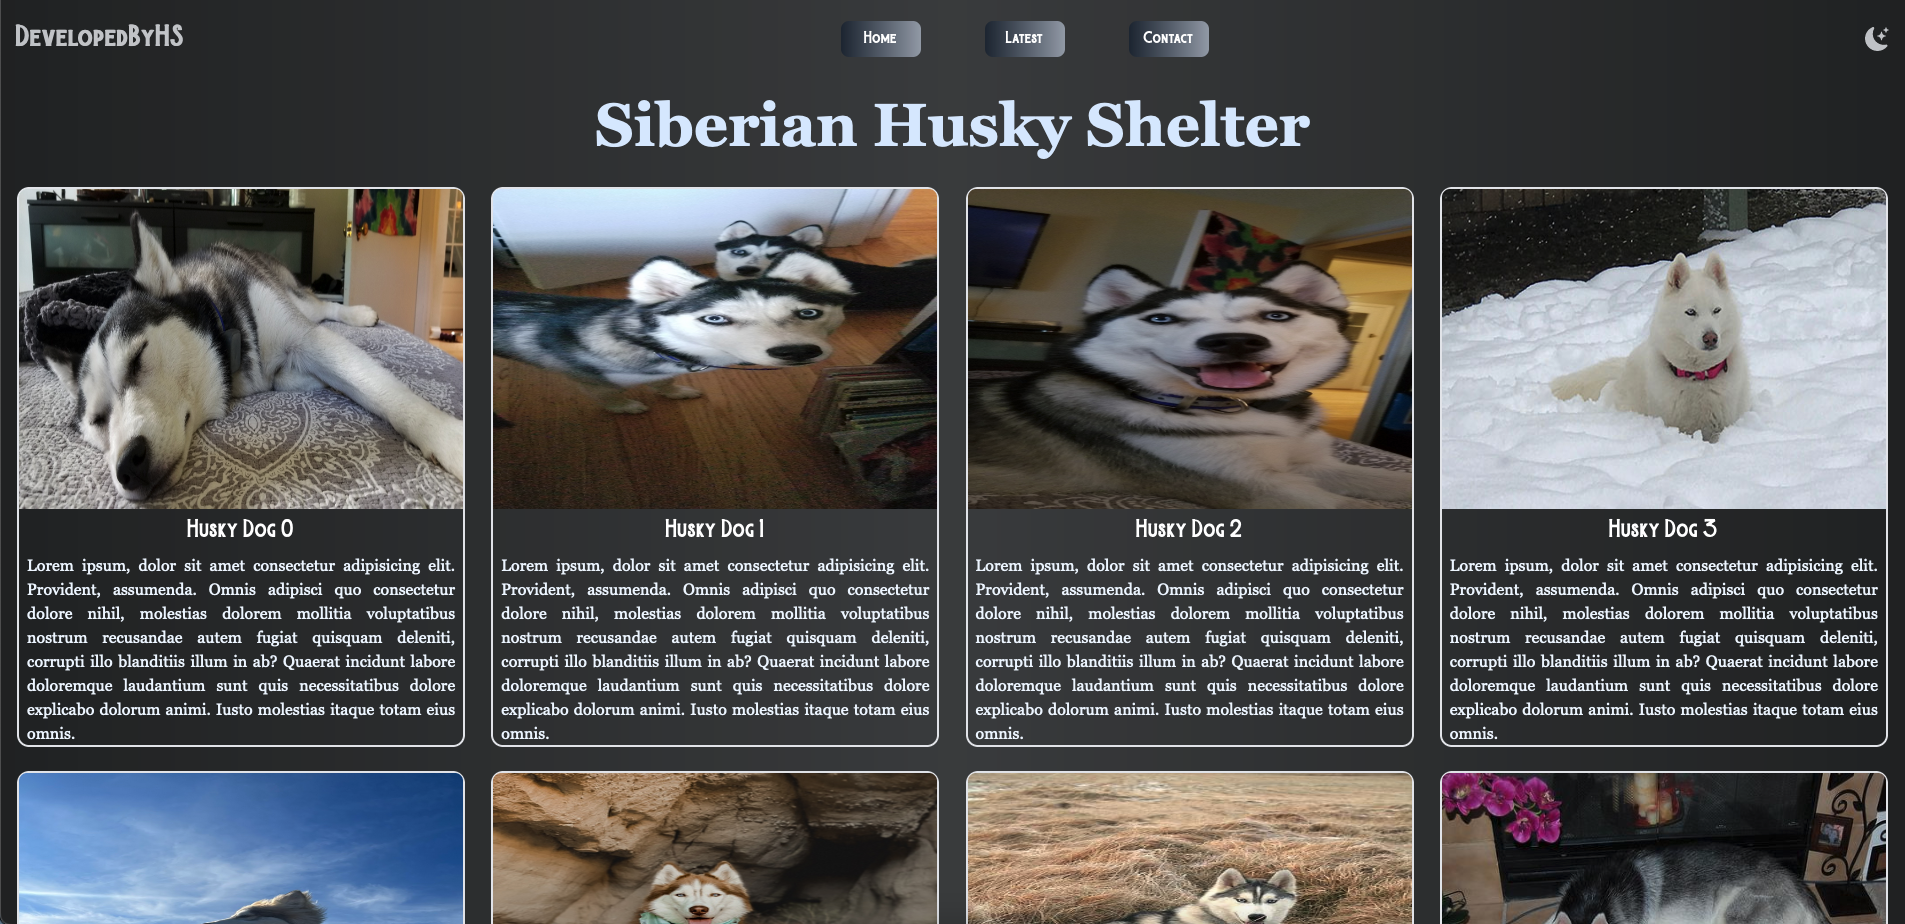 DevelopedByHS
Home
Latest
Contact
Siberian Husky Shelter
Husky Dog 0
Lorem ipsum, dolor sit amet consectetur adipisicing elit.
Provident, assumenda. Omnis adipisci quo consectetur
dolore nihil, molestias dolorem mollitia voluptatibus
nostrum recusandae autem fugiat quisquam deleniti,
corrupti illo blanditiis illum in ab? Quaerat incidunt labore
doloremque laudantium sunt quis necessitatibus dolore
explicabo dolorum animi. Iusto molestias itaque totam eius
omnis.
Husky Dog 1
Lorem ipsum, dolor sit amet consectetur adipisicing elit.
Provident, assumenda. Omnis adipisci quo consectetur
dolore nihil, molestias dolorem mollitia voluptatibus
nostrum recusandae autem fugiat quisquam deleniti,
corrupti illo blanditiis illum in ab? Quaerat incidunt labore
doloremque laudantium sunt quis necessitatibus dolore
explicabo dolorum animi. Iusto molestias itaque totam eius
omnis.
Husky Dog 2
Lorem ipsum, dolor sit amet consectetur adipisicing elit.
Provident, assumenda. Omnis adipisci quo consectetur
dolore nihil, molestias dolorem mollitia voluptatibus
nostrum recusandae autem fugiat quisquam deleniti,
corrupti illo blanditiis illum in ab? Quaerat incidunt labore
doloremque laudantium sunt quis necessitatibus dolore
explicabo dolorum animi. Iusto molestias itaque totam eius
omnis.
Husky Dog 3
Lorem ipsum, dolor sit amet consectetur adipisicing elit.
Provident, assumenda. Omnis adipisci quo consectetur
dolore nihil, molestias dolorem mollitia voluptatibus
nostrum recusandae autem fugiat quisquam deleniti,
corrupti illo blanditiis illum in ab? Quaerat incidunt labore
doloremque laudantium sunt quis necessitatibus dolore
explicabo dolorum animi. Iusto molestias itaque totam eius
omnis.